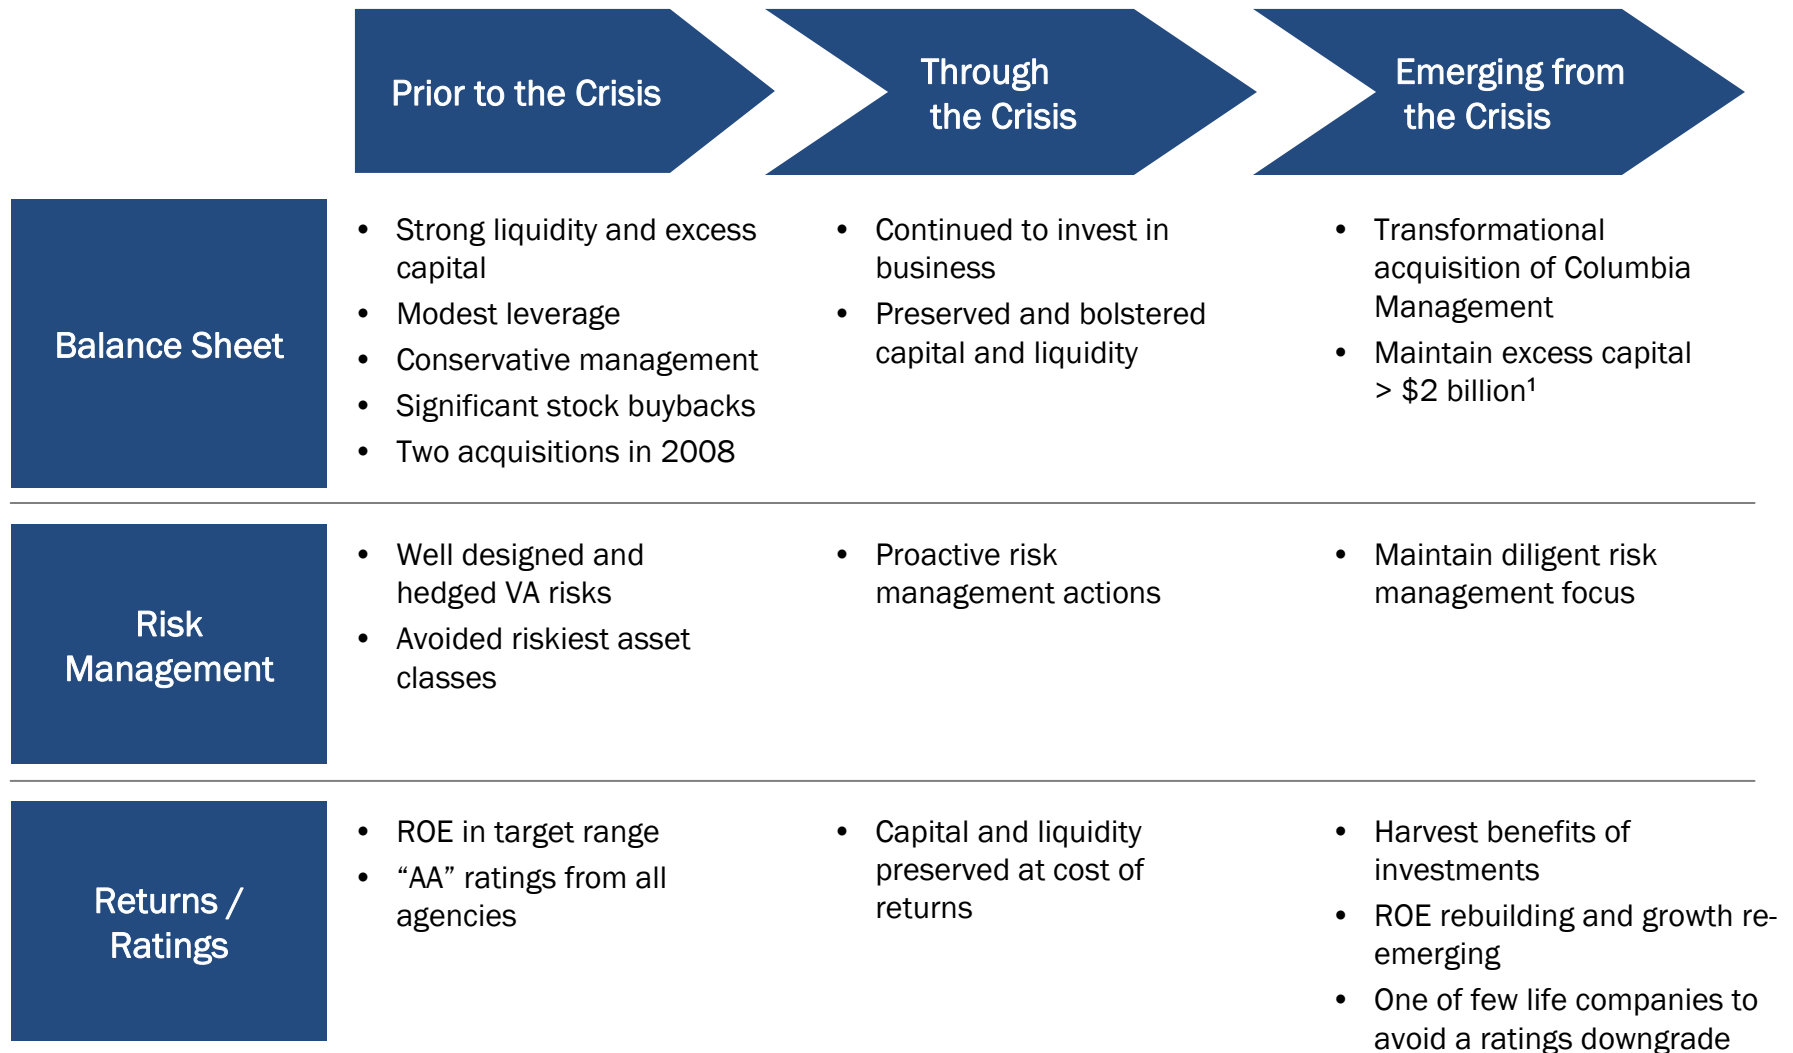 Prior to the Crisis
Through
the Crisis
Emerging from
the Crisis
Balance Sheet
• Strong liquidity and excess
capital
• Modest leverage
• Conservative management
• Significant stock buybacks
• Two acquisitions in 2008
• Continued to invest in
business
• Preserved and bolstered
capital and liquidity
• Transformational
acquisition of Columbia
Management
• Maintain excess capital
> $2 billion¹
Risk
Management
• Well designed and
hedged VA risks
• Avoided riskiest asset
classes
• Proactive risk
management actions
• Maintain diligent risk
management focus
Returns /
Ratings
• ROE in target range
• “AA” ratings from all
agencies
• Capital and liquidity
preserved at cost of
returns
• Harvest benefits of
investments
• ROE rebuilding and growth re-
emerging
• One of few life companies to
avoid a ratings downgrade